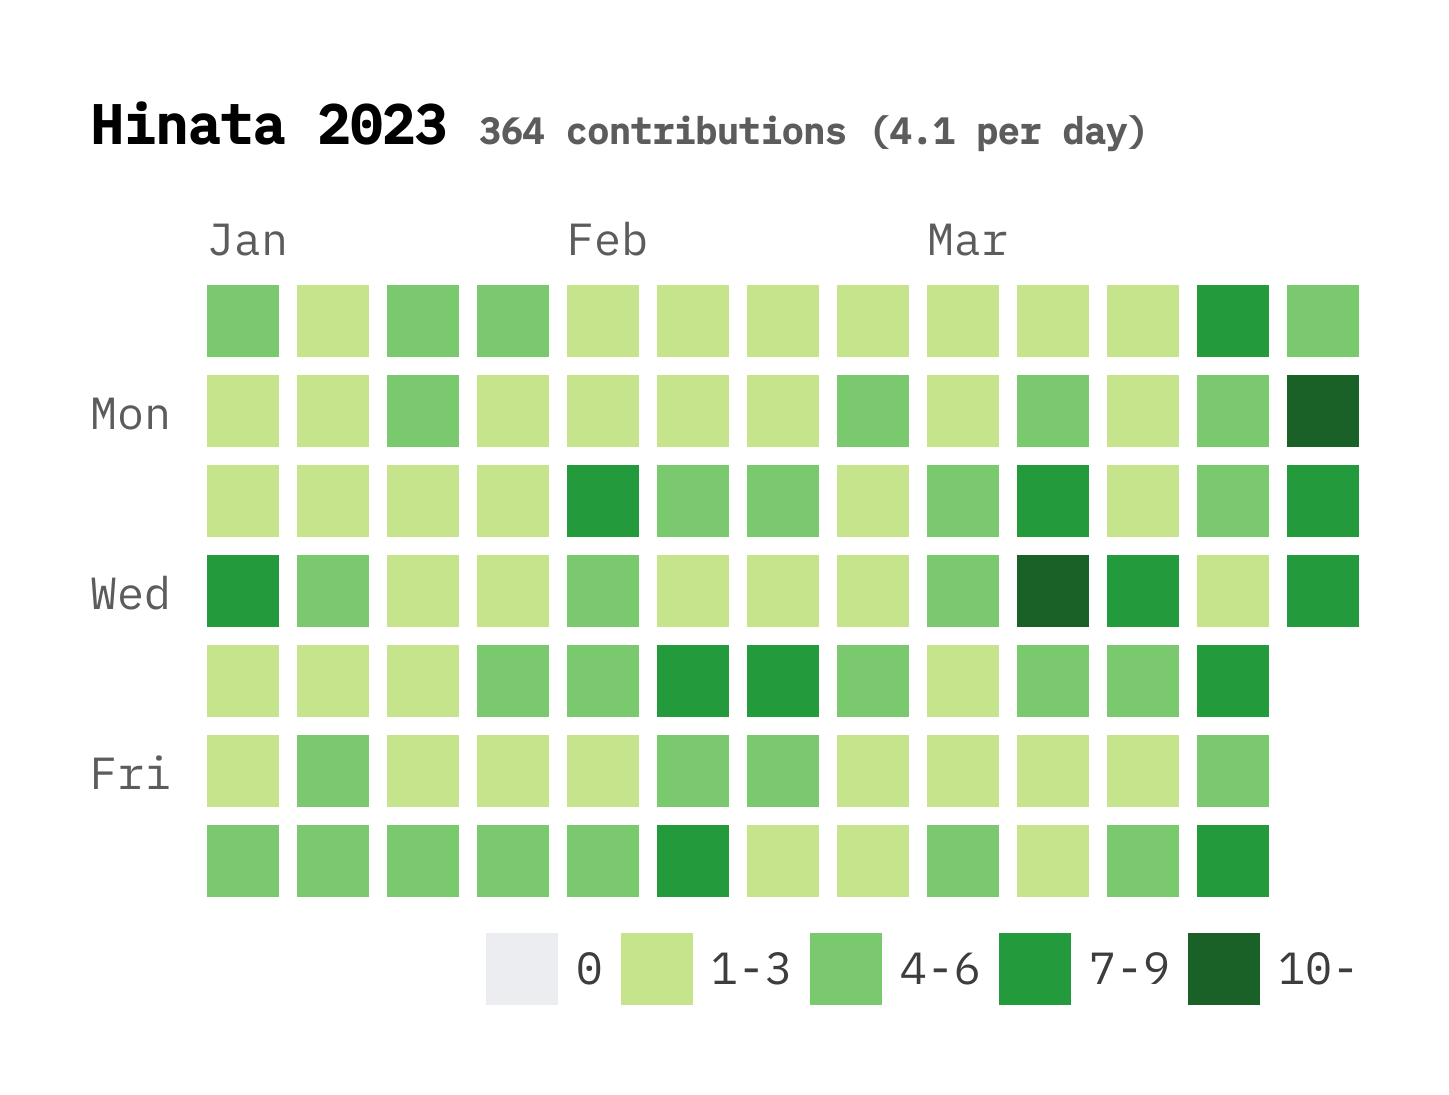 Hinata 2023 364 contributions (4.1 per day)
Jan Feb Mar
Mon
Wed
Fri
0 1-3 4-6 7-9 10-